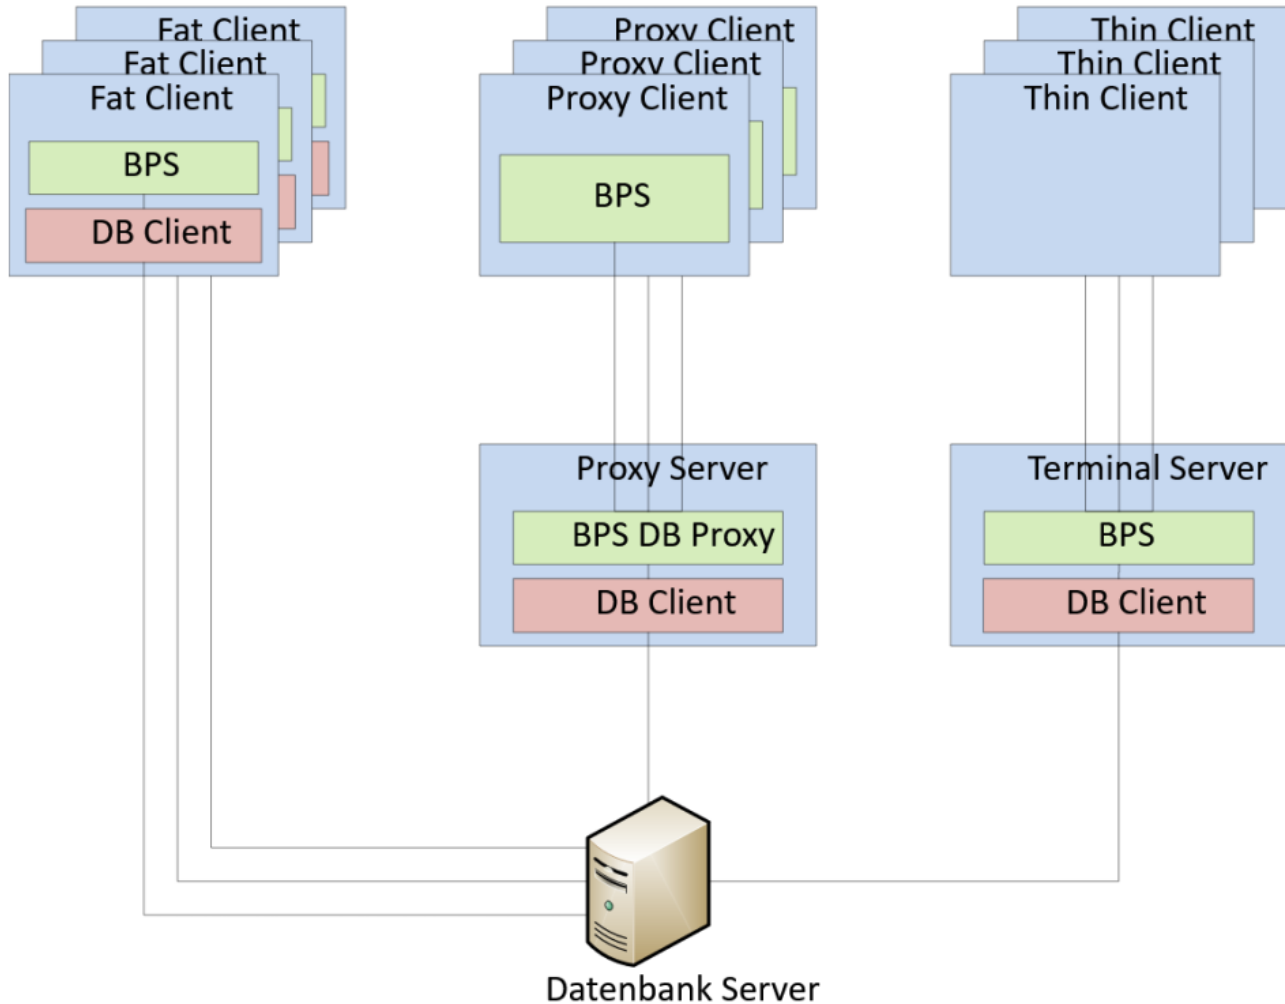 Fat Client
Fat Client
Fat Client
BPS
DB Client
Proxy Client
Proxy Client
Proxy Client
BPS
Thin Client
Thin Client
Thin Client
Proxy Server
BPS DB Proxy
DB Client
Terminal Server
BPS
DB Client
Datenbank Server